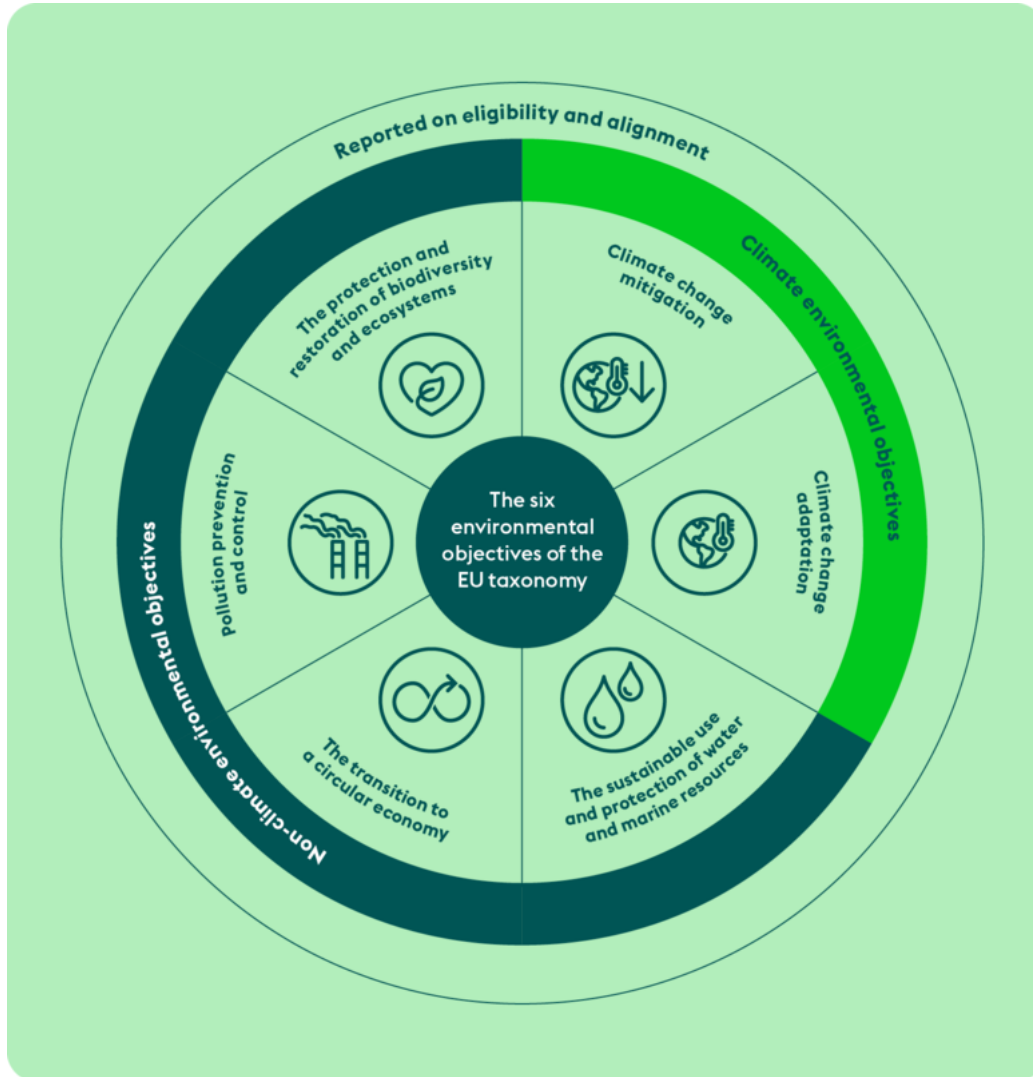 Reported on eligibility and alignment
Climate environmental objectives
Non-climate environmental objectives
The six
environmental
objectives of the
EU taxonomy
Climate change
mitigation
Climate change
adaptation
The sustainable use
and protection of water
and marine resources
The transition to
a circular economy
Pollution prevention
and control
The protection and
restoration of biodiversity
and ecosystems